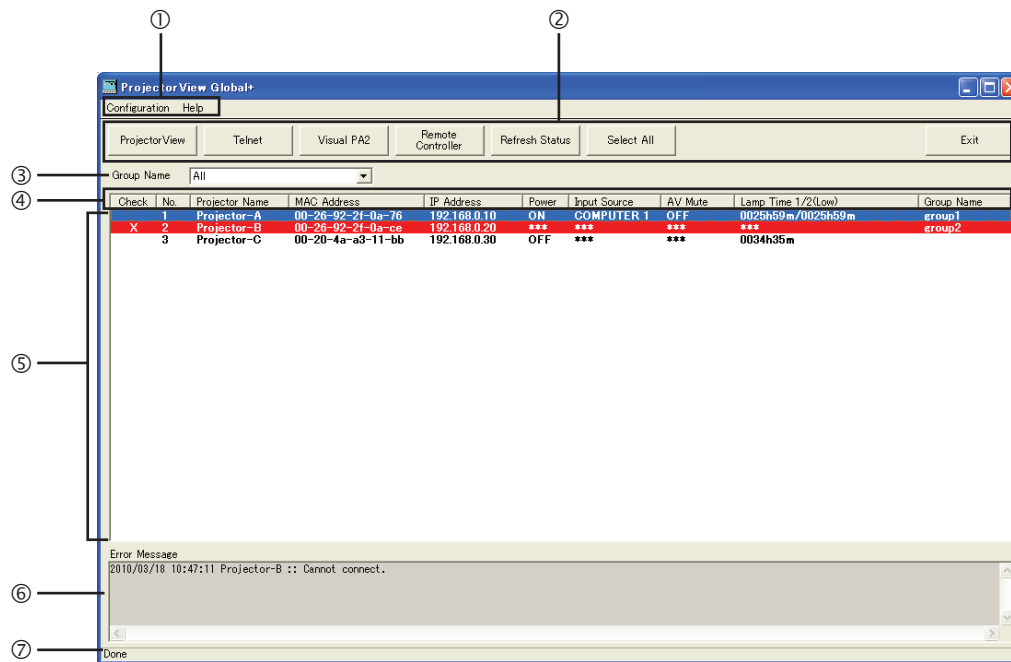 ① ②
ProjectorView Global+
Configuration Help
ProjectorView Telnet Visual PA2 Remote Controller Refresh Status Select All Exit
③ Group Name All
④ Check No. Projector Name MAC Address IP Address Power Input Source AV Mute Lamp Time 1/2(Low) Group Name
1 Projector-A 00-26-92-2f-0a-76 192.168.0.10 ON COMPUTER 1 OFF 0025h59m/0025h59m group1
X 2 Projector-B 00-26-92-2f-0a-ce 192.168.0.20 *** *** *** *** group2
3 Projector-C 00-20-4a-a3-11-bb 192.168.0.30 OFF *** *** 0034h35m
⑤
Error Message
2010/03/18 10:47:11 Projector-B :: Cannot connect.
⑥
⑦ Done